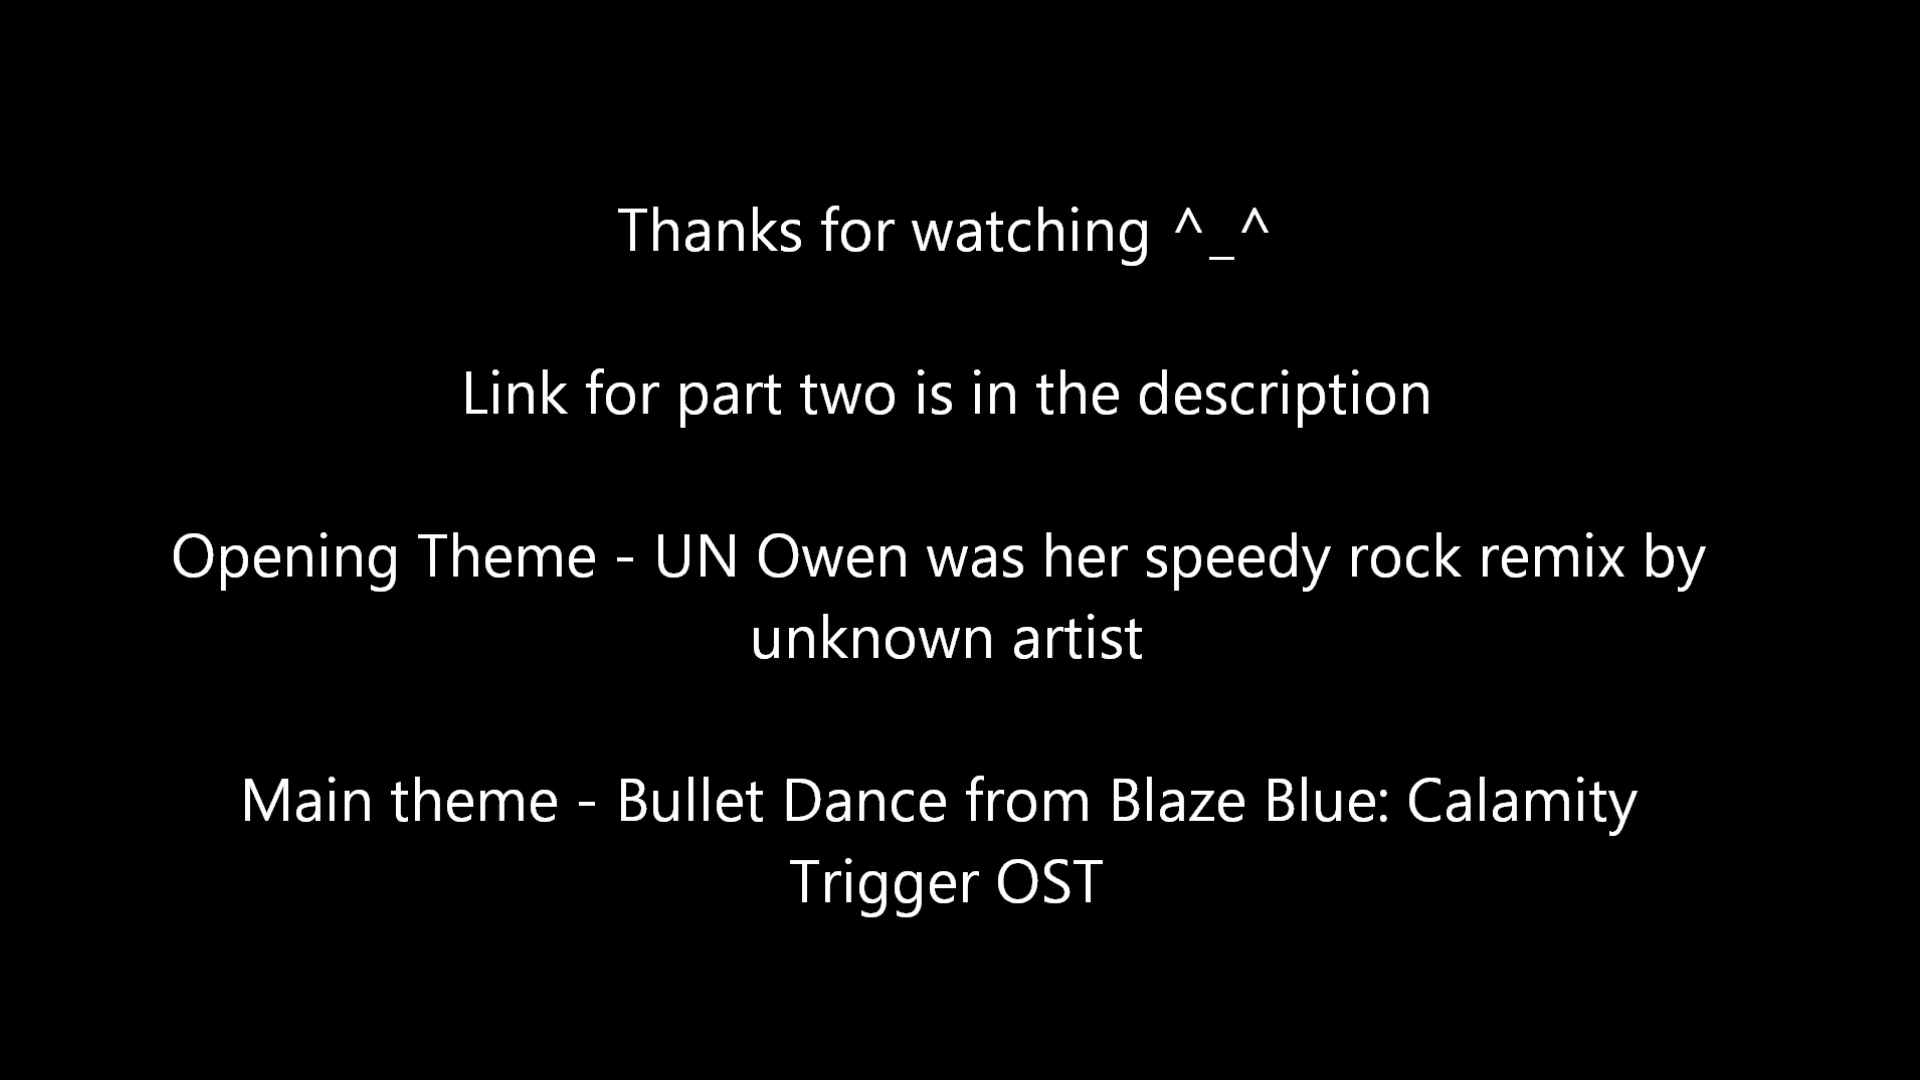 Thanks for watching ^_^
Link for part two is in the description
Opening Theme - UN Owen was her speedy rock remix by
unknown artist
Main theme - Bullet Dance from Blaze Blue: Calamity
Trigger OST